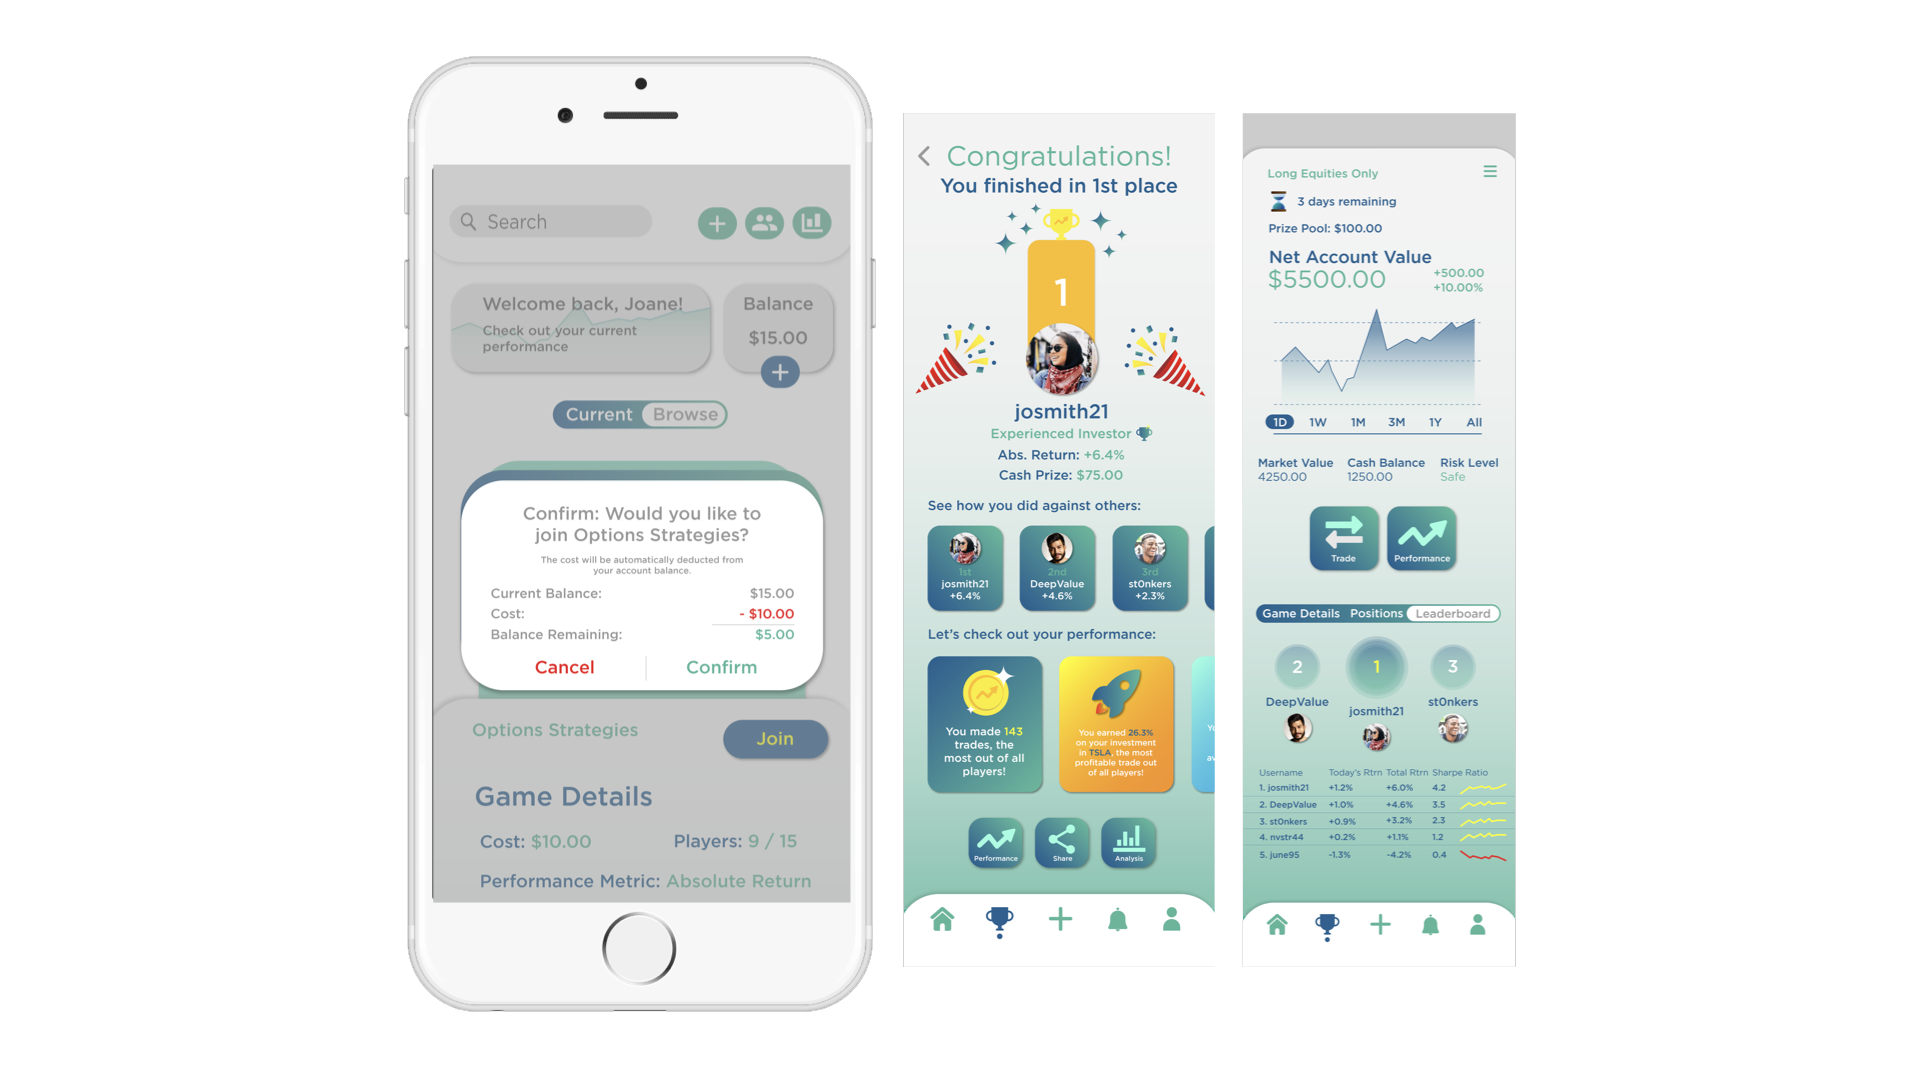 Search
Welcome back, Joane!
Check out your current
performance
Balance
$15.00
Current Browse
Confirm: Would you like to
join Options Strategies?
The cost will be automatically deducted from
your account balance.
Current Balance: $15.00
Cost: - $10.00
Balance Remaining: $5.00
Cancel Confirm
Options Strategies
Join
Game Details
Cost: $10.00 Players: 9 / 15
Performance Metric: Absolute Return
Congratulations!
You finished in 1st place
1
josmith21
Experienced Investor
Abs. Return: +6.4%
Cash Prize: $75.00
See how you did against others:
1st
josmith21
+6.4%
2nd
DeepValue
+4.6%
3rd
st0nkers
+2.3%
Let's check out your performance:
You made 143
trades, the
most out of all
players!
You earned 26.3%
on your investment
in TSLA, the most
profitable trade out
of all players!
Performance
Share
Analysis
Long Equities Only
3 days remaining
Prize Pool: $100.00
Net Account Value
$5500.00
+500.00
+10.00%
1D 1W 1M 3M 1Y All
Market Value Cash Balance Risk Level
4250.00 1250.00 Safe
Trade
Performance
Game Details Positions Leaderboard
2 1 3
DeepValue josmith21 st0nkers
Username Today's Rtrn Total Rtrn Sharpe Ratio
1. josmith21 +1.2% +6.0% 4.2
2. DeepValue +1.0% +4.6% 3.5
3. st0nkers +0.9% +3.2% 2.3
4. nvstr44 +0.2% +1.1% 1.2
5. june95 -1.3% -4.2% 0.4